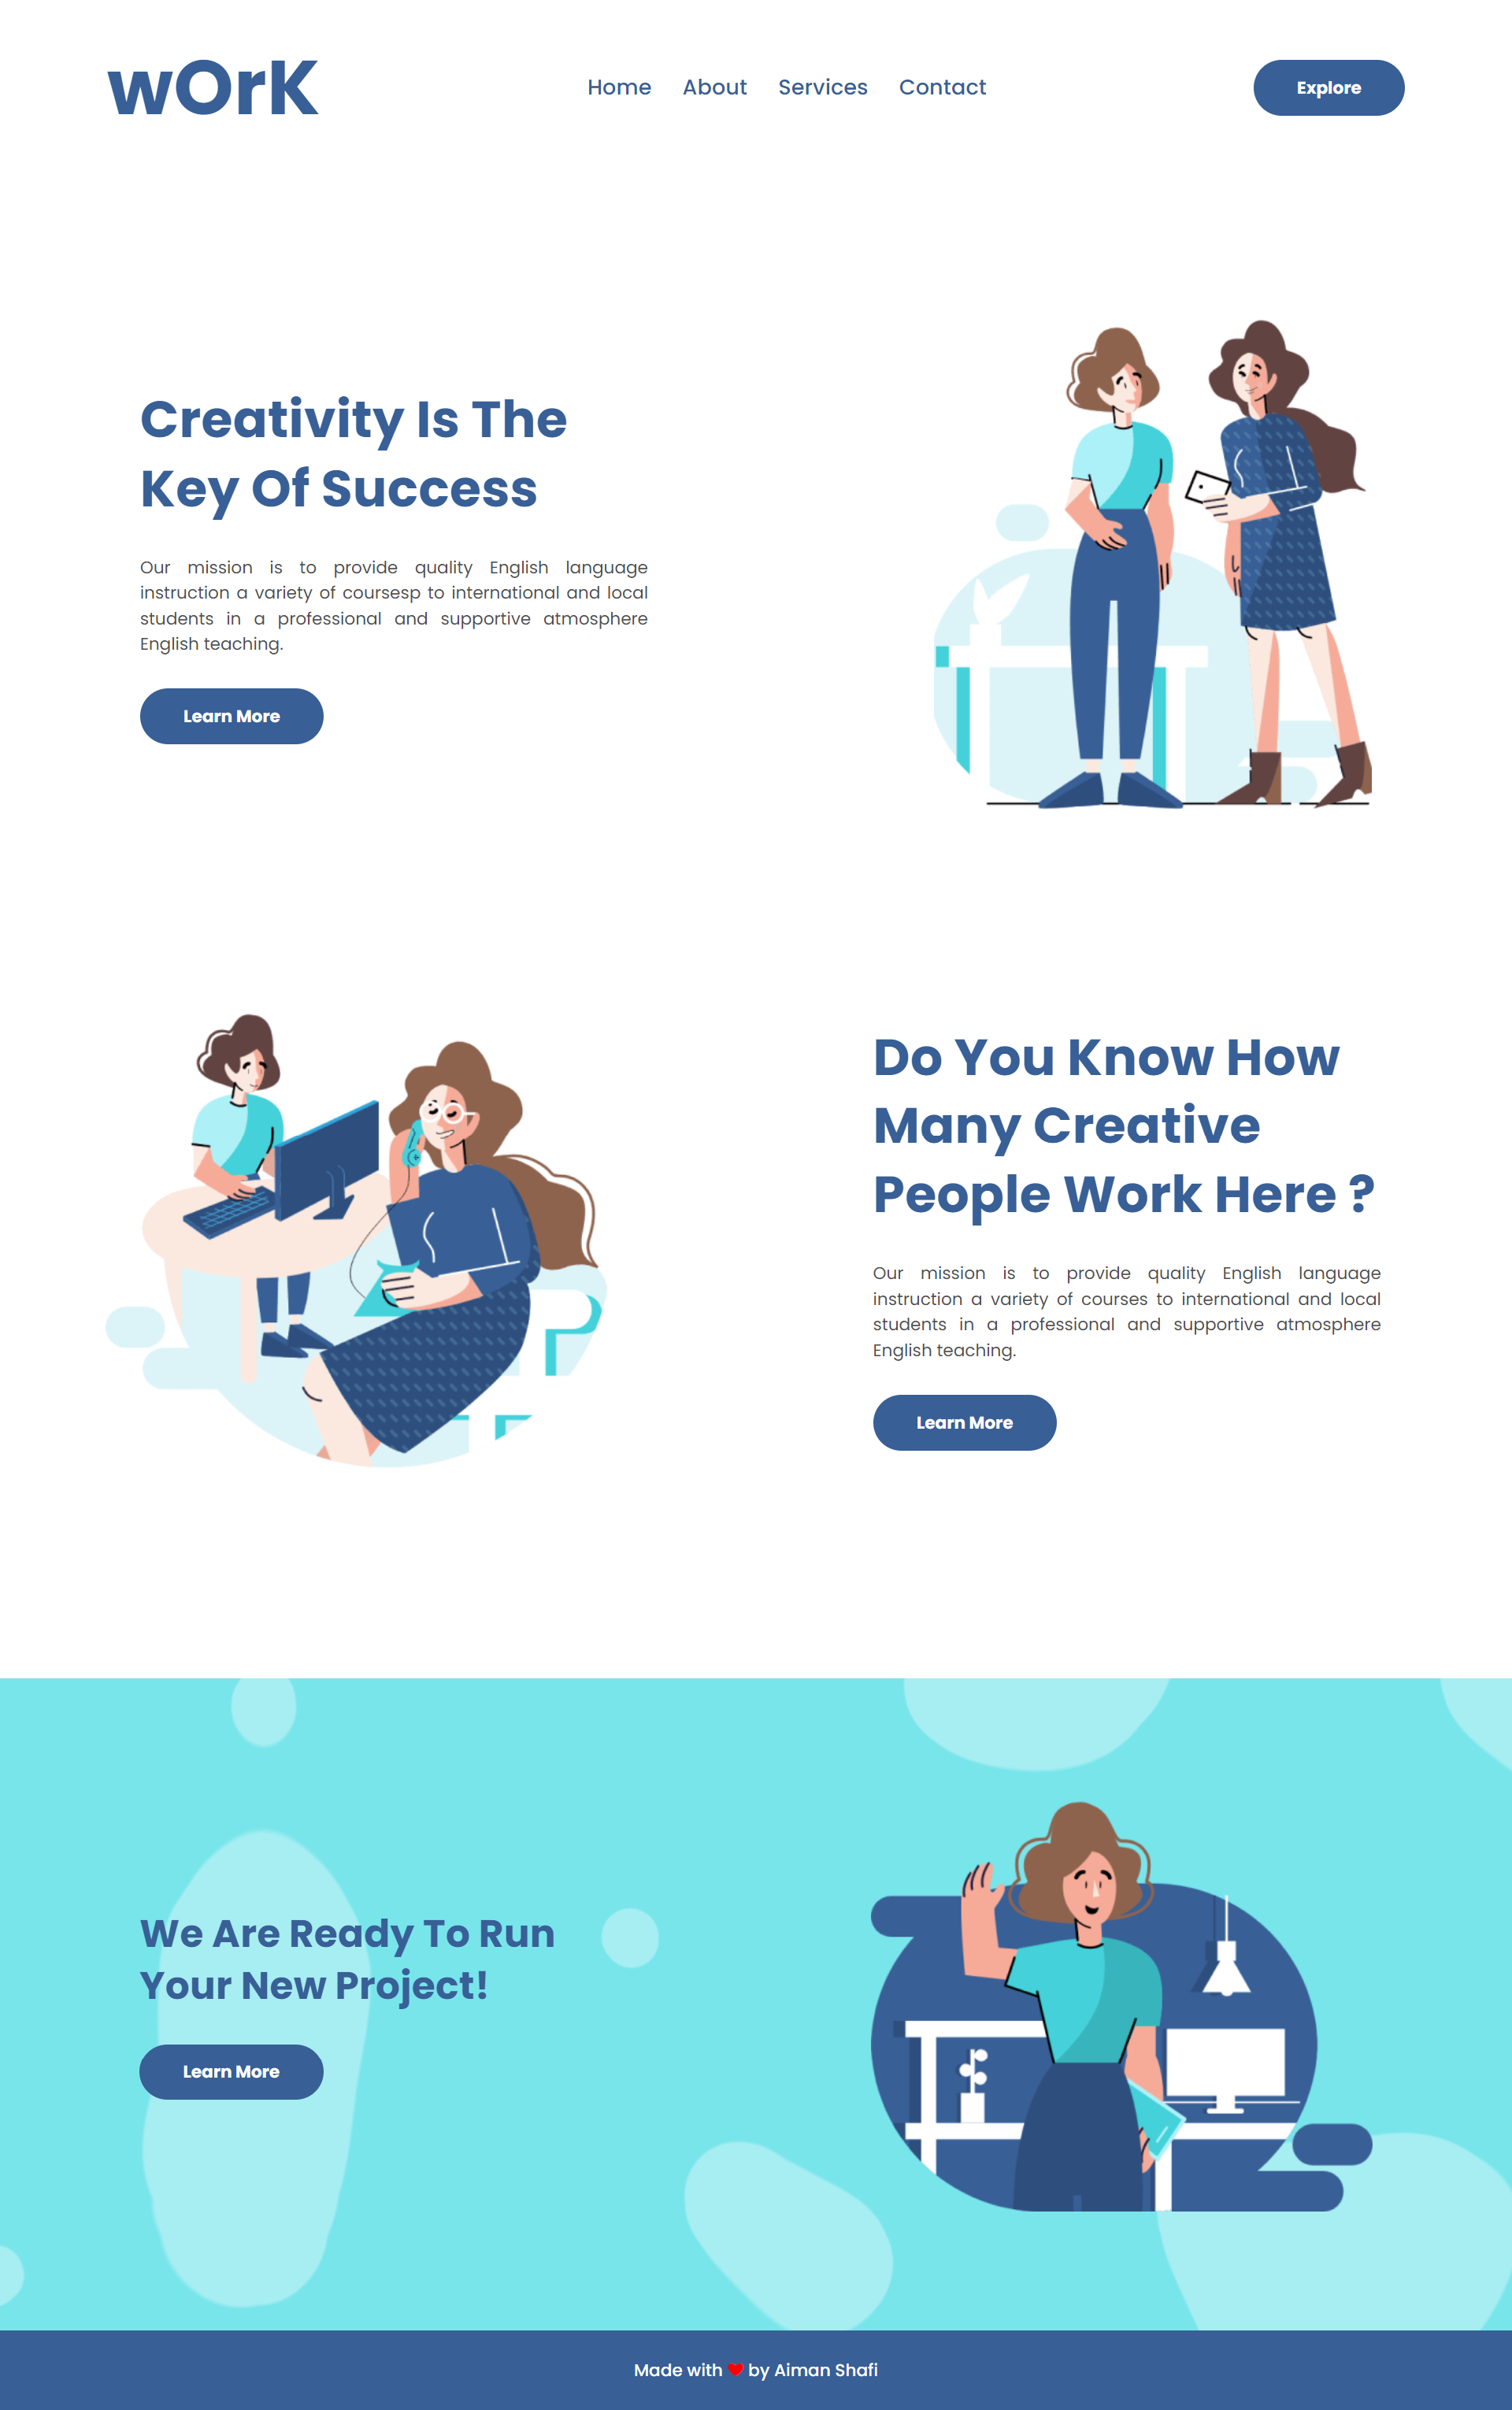 wOrK
Home About Services Contact
Explore
Creativity Is The
Key Of Success
Our mission is to provide quality English language
instruction a variety of coursesp to international and local
students in a professional and supportive atmosphere
English teaching.
Learn More
Do You Know How
Many Creative
People Work Here ?
Our mission is to provide quality English language
instruction a variety of courses to international and local
students in a professional and supportive atmosphere
English teaching.
Learn More
We Are Ready To Run
Your New Project!
Learn More
Made with ❤ by Aiman Shafi